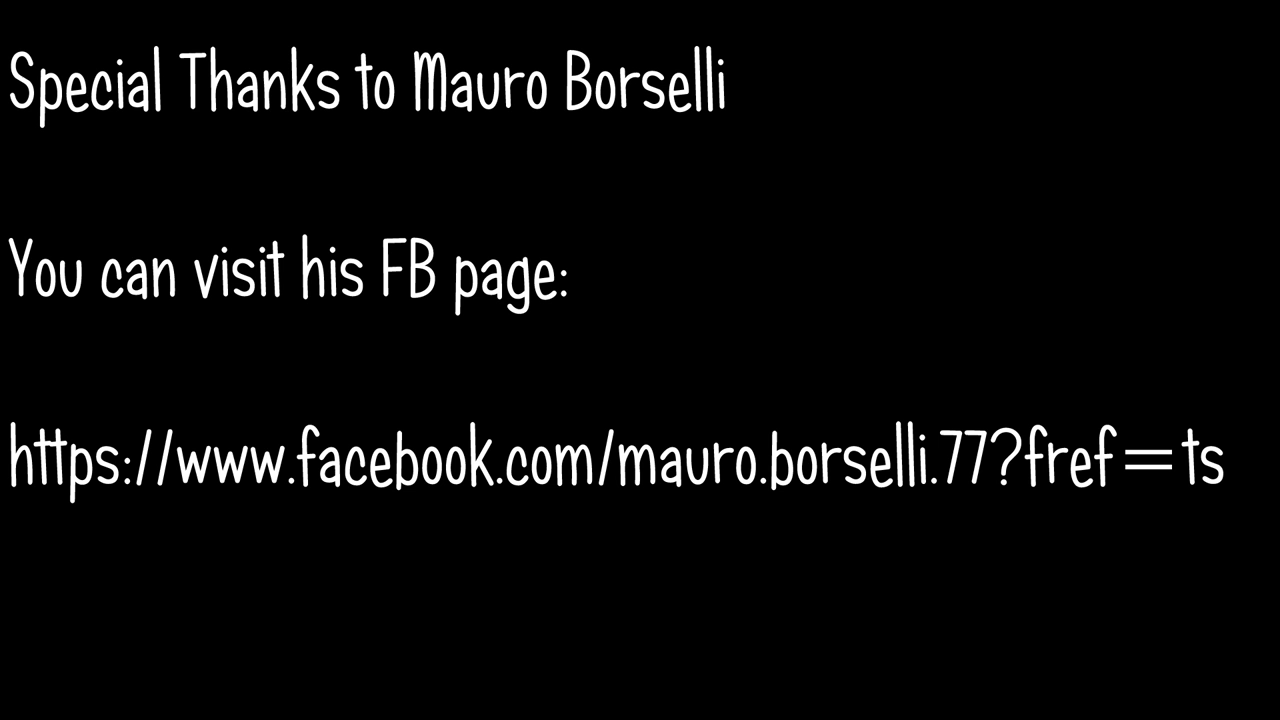 Special Thanks to Mauro Borselli
You can visit his FB page:
https://www.facebook.com/mauro.borselli.77?fref=ts